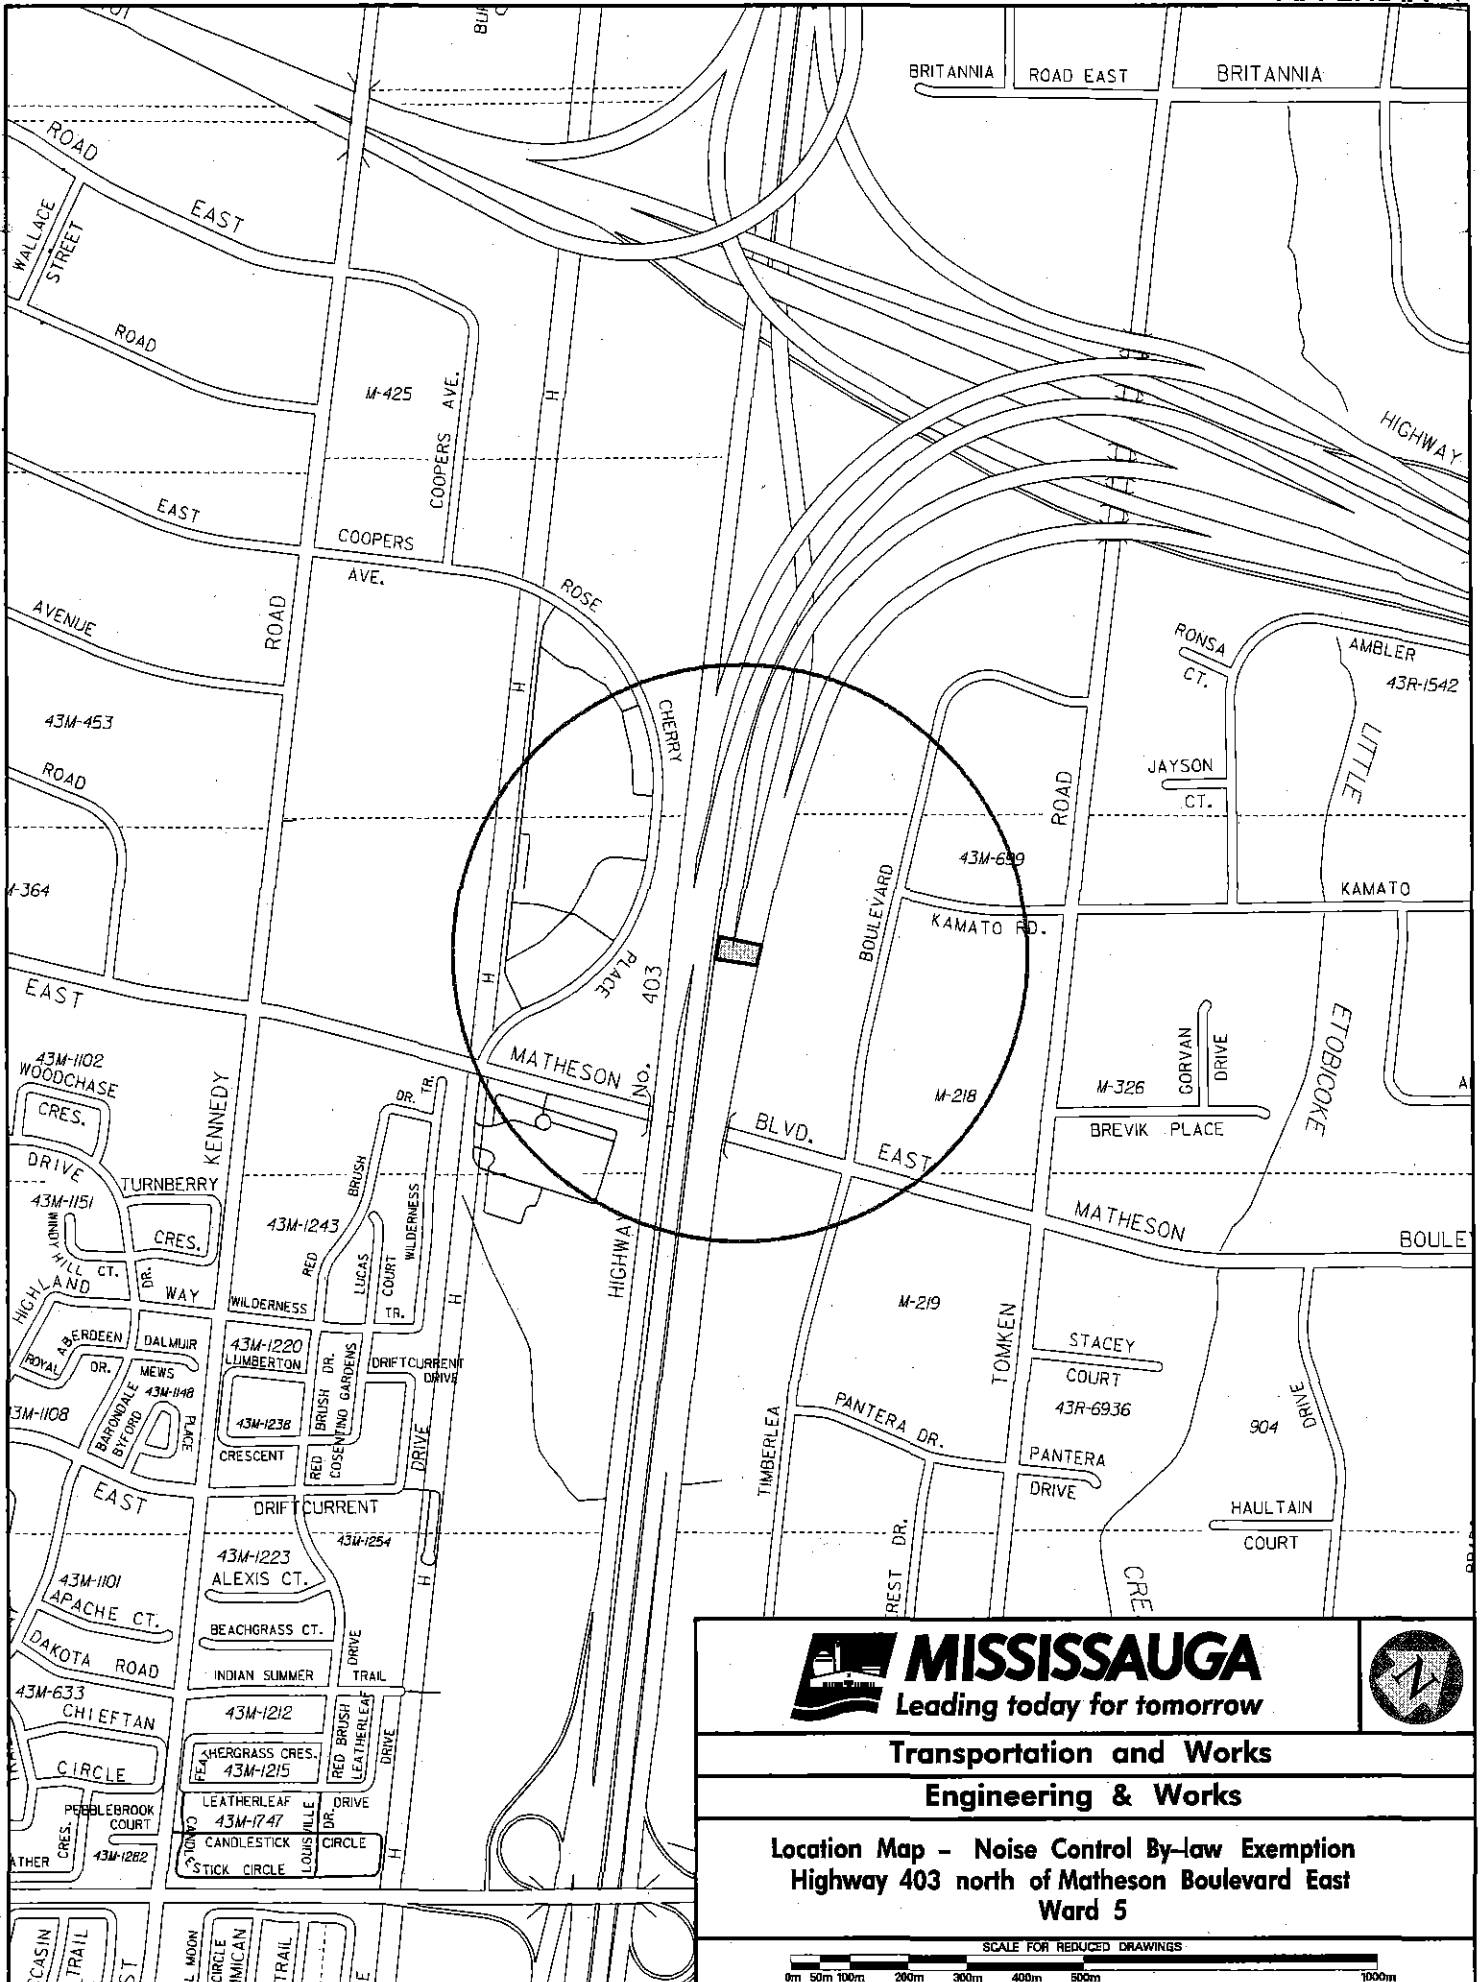 BRITANNIA
ROAD EAST
BRITANNIA
ROAD
EAST
WALLACE
STREET
ROAD
M-425
COOPERS AVE.
H
HIGHWAY
EAST
COOPERS
AVE.
ROSE
AVENUE
ROAD
RONSA
CT.
AMBLER
43R-1542
H
CHERRY
43M-453
LITTLE
ROAD
JAYSON
CT.
ROAD
43M-699
BOULEVARD
KAMATO
KAMATO RD.
PLACE
403
H
EAST
ETOBICOKE
MATHESON
No.
43M-1102
WOODCHASE
CRES.
KENNEDY
DR.
TR.
M-218
M-326
CORVAN
DRIVE
BREVIK PLACE
BLVD.
EAST
DRIVE
TURNBERRY
43M-1151
CRES.
WINDY
HILL
CT.
DR.
43M-1243
BRUSH
RED
LUCAS
COURT
WILDERNESS
TR.
MATHESON
HIGHWAY
HIGHLAND
WAY
WILDERNESS
H
M-219
ABERDEEN
DR.
ROYAL
DALMUIR
MEWS
43M-1220
LUMBERTON
BRUSH DR.
RED
COSENTINO GARDENS
DRIFTCURRENT
DRIVE
TOMKEN
STACEY
COURT
43R-6936
43M-1148
BARONDALE
BYFORD
PLACE
43M-1238
CRESCENT
DRIVE
TIMBERLEA
PANTERA DR.
904
DRIVE
PANTERA
DRIVE
EAST
DRIFTCURRENT
HAULTAIN
COURT
43M-1254
43M-1223
ALEXIS CT.
H
43M-1101
APACHE CT.
BEACHGRASS CT.
DRIVE
DAKOTA ROAD
INDIAN SUMMER
TRAIL
43M-633
CHIEFTAN
CIRCLE
43M-1212
RED BRUSH
LEATHERLEAF
DRIVE
FEATHERGRASS CRES.
43M-1215
LEATHERLEAF
DRIVE
PEBBLEBROOK
COURT
CRES.
43M-1747
LOUISVILLE
DR.
CANDLESTICK
CIRCLE
CANDLESTICK CIRCLE
43M-1282
H
TRAIL
TRAIL
CIRCLE
MISSISSAUGA
Leading today for tomorrow
N
Transportation and Works
Engineering & Works
Location Map - Noise Control By-law Exemption
Highway 403 north of Matheson Boulevard East
Ward 5
SCALE FOR REDUCED DRAWINGS
0m 50m 100m 200m 300m 400m 500m 1000m